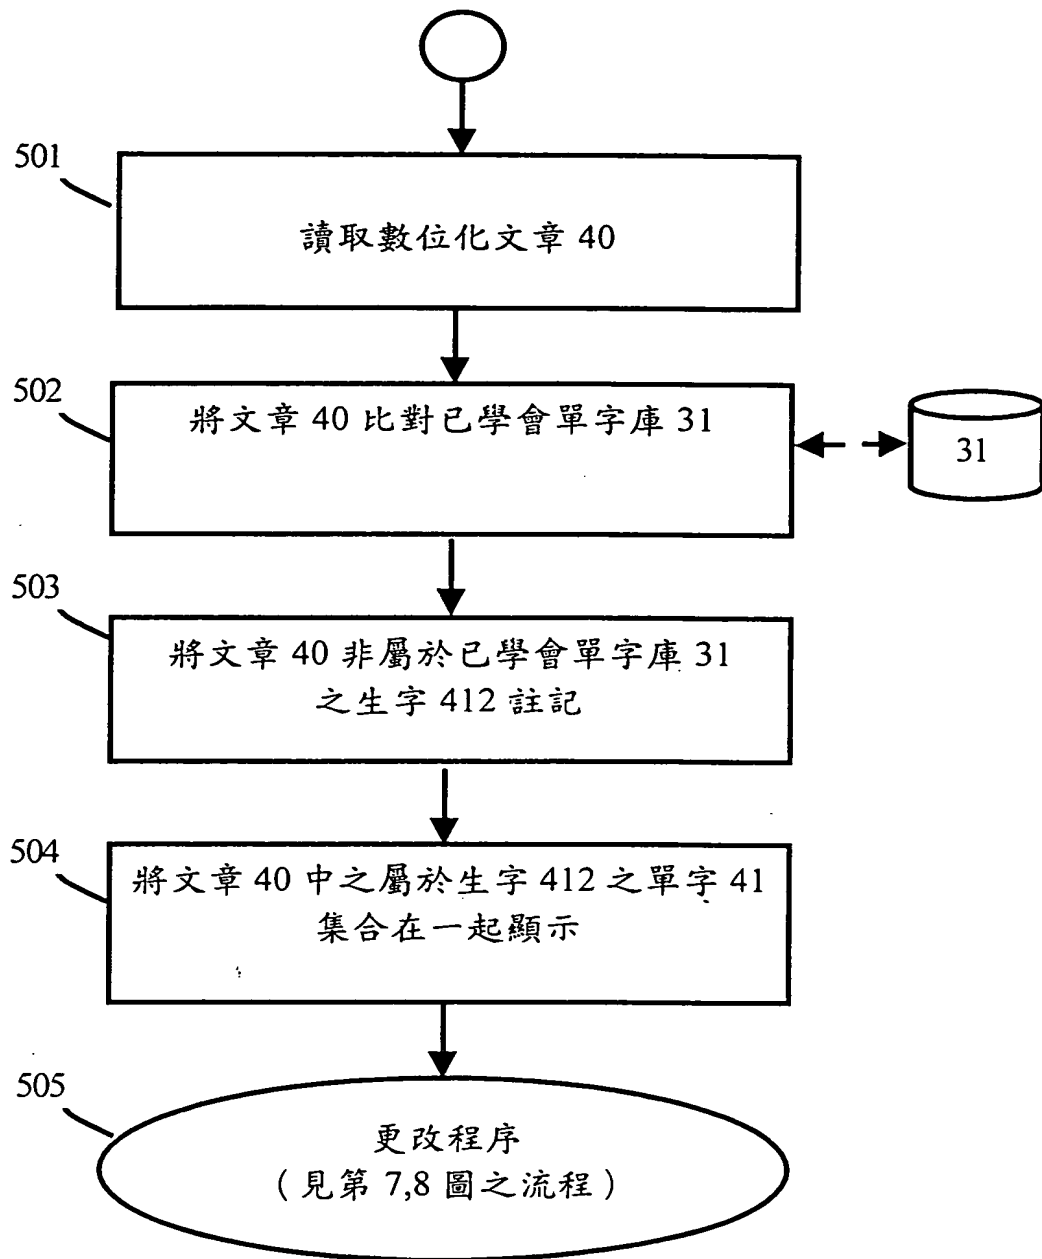 501
讀取數位化文章 40
502
將文章 40 比對已學會單字庫 31
31
503
將文章 40 非屬於已學會單字庫 31
之生字 412 註記
504
將文章 40 中之屬於生字 412 之單字 41
集合在一起顯示
505
更改程序
(見第 7,8 圖之流程)